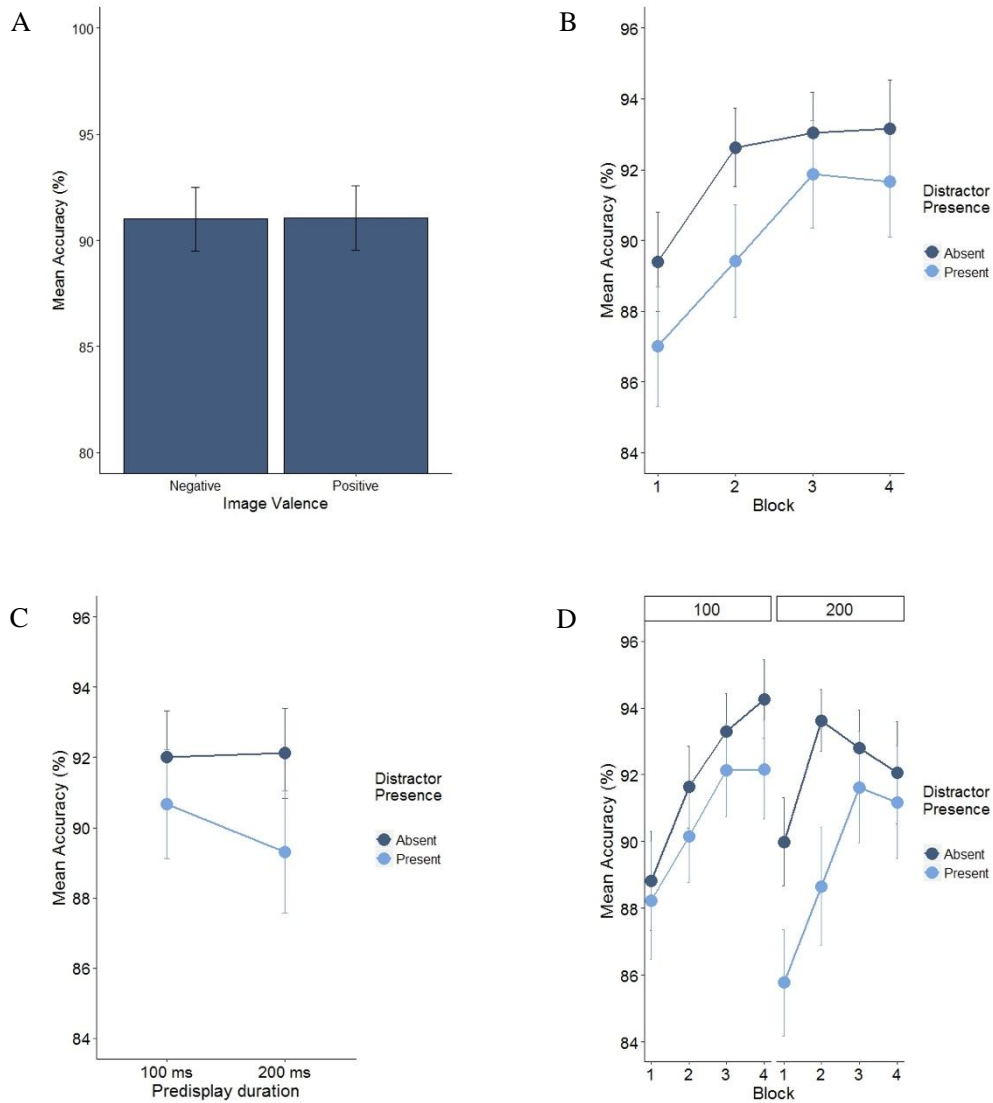 A
100
95
90
85
80
Mean Accuracy (%)
Negative
Positive
Image Valence
B
96
94
92
90
88
86
84
Mean Accuracy (%)
1
2
3
4
Block
Distractor
Presence
Absent
Present
C
96
94
92
90
88
86
84
Mean Accuracy (%)
100 ms
200 ms
Predisplay duration
Distractor
Presence
Absent
Present
D
100
200
96
94
92
90
88
86
84
Mean Accuracy (%)
1 2 3 4
1 2 3 4
Block
Distractor
Presence
Absent
Present